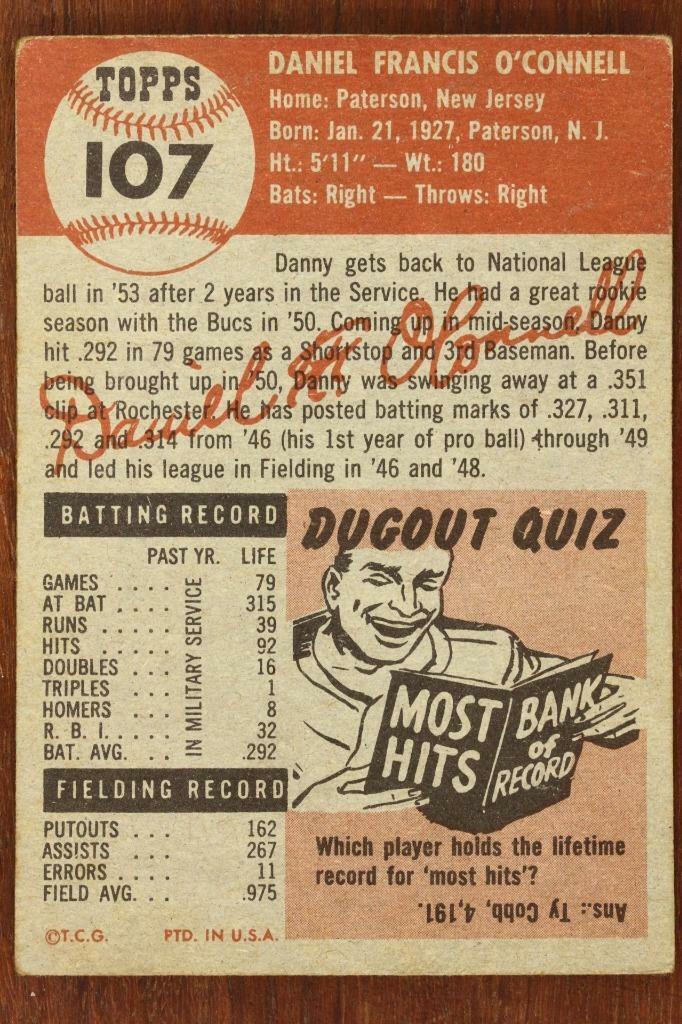 TOPPS
107
DANIEL FRANCIS O'CONNELL
Home: Paterson, New Jersey
Born: Jan. 21, 1927, Paterson, N. J.
Ht.: 5'11" — Wt.: 180
Bats: Right — Throws: Right
Danny gets back to National League
ball in '53 after 2 years in the Service. He had a great rookie
season with the Bucs in '50. Coming up in mid-season, Danny
hit .292 in 79 games as a Shortstop and 3rd Baseman. Before
being brought up in '50, Danny was swinging away at a .351
clip at Rochester. He has posted batting marks of .327, .311,
.292 and .314 from '46 (his 1st year of pro ball) through '49
and led his league in Fielding in '46 and '48.
Daniel F. O'Connell
BATTING RECORD
PAST YR. LIFE
GAMES . . . . 79
AT BAT . . . . 315
RUNS . . . . . 39
HITS . . . . . 92
DOUBLES . . . 16
TRIPLES . . . 1
HOMERS . . . 8
R. B. I. . . . . 32
BAT. AVG. . . .292
IN MILITARY SERVICE
FIELDING RECORD
PUTOUTS . . . 162
ASSISTS . . . 267
ERRORS . . . . 11
FIELD AVG. . . .975
©T.C.G. PTD. IN U.S.A.
DUGOUT QUIZ
MOST
HITS
BANK
of
RECORD
Which player holds the lifetime
record for 'most hits'?
Ans.: Ty Cobb, 4,191.